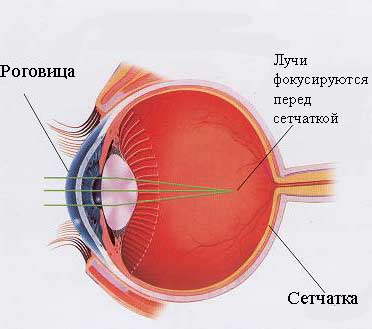 Роговица
Лучи
фокусируются
перед
сетчаткой
Сетчатка